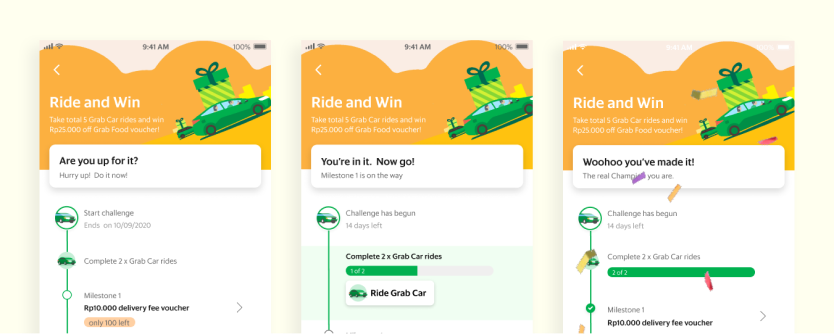 9:41 AM
100%
Ride and Win
Take total 5 Grab Car rides and win
Rp25.000 off Grab Food voucher!
Are you up for it?
Hurry up! Do it now!
Start challenge
Ends on 10/09/2020
Complete 2 x Grab Car rides
Milestone 1
Rp10.000 delivery fee voucher
only 100 left
9:41 AM
100%
Ride and Win
Take total 5 Grab Car rides and win
Rp25.000 off Grab Food voucher!
You're in it. Now go!
Milestone 1 is on the way
Challenge has begun
14 days left
Complete 2 x Grab Car rides
1 of 2
Ride Grab Car
9:41 AM
100%
Ride and Win
Take total 5 Grab Car rides and win
Rp25.000 off Grab Food voucher!
Woohoo you've made it!
The real Champion you are.
Challenge has begun
14 days left
Complete 2 x Grab Car rides
2 of 2
Milestone 1
Rp10.000 delivery fee voucher